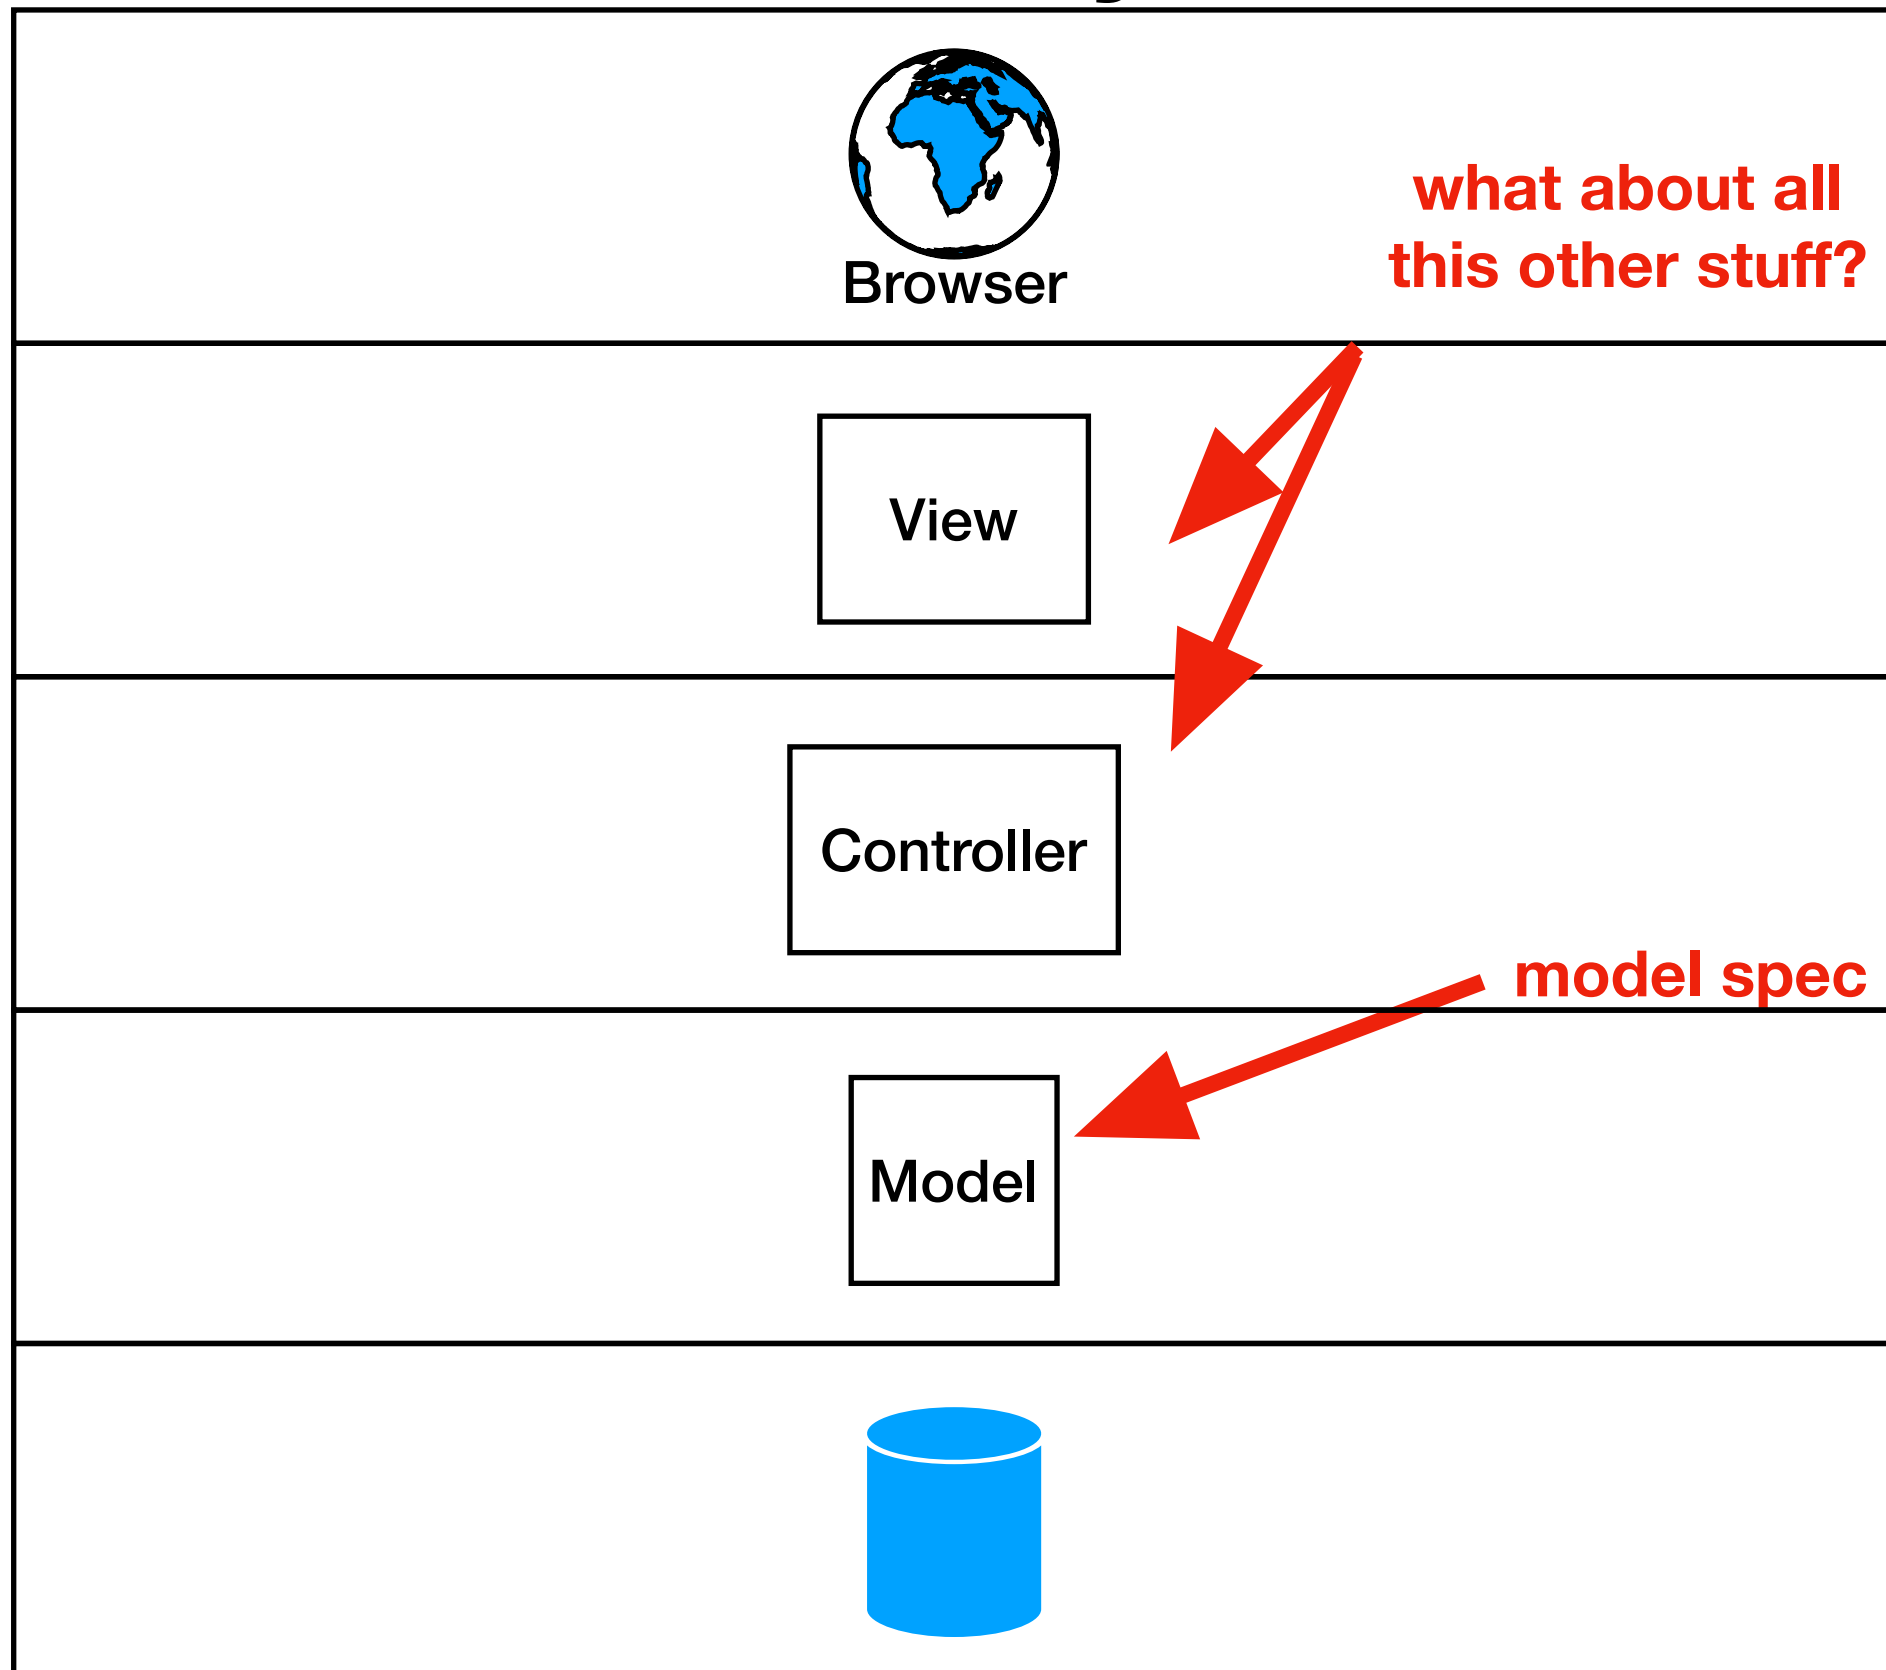 Browser
what about all
this other stuff?
View
Controller
model spec
Model